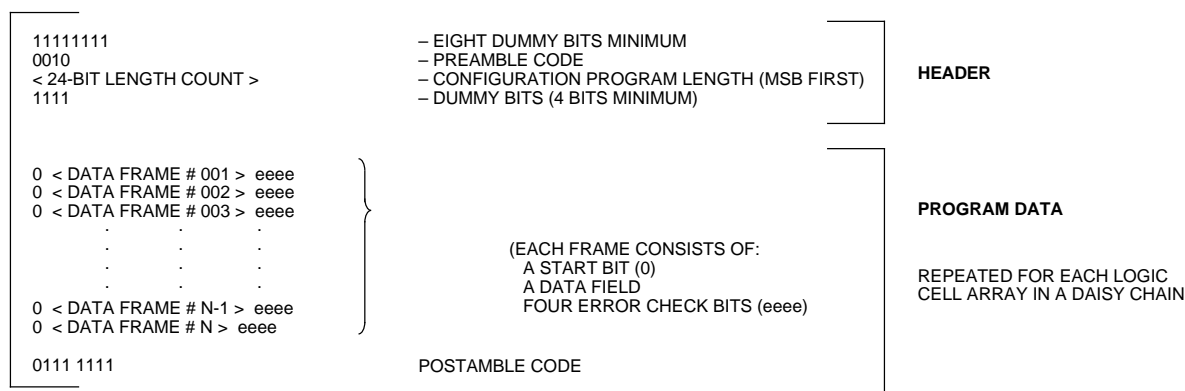 11111111 – EIGHT DUMMY BITS MINIMUM
0010 – PREAMBLE CODE
< 24-BIT LENGTH COUNT > – CONFIGURATION PROGRAM LENGTH (MSB FIRST)
1111 – DUMMY BITS (4 BITS MINIMUM)
HEADER
0 < DATA FRAME # 001 > eeee
0 < DATA FRAME # 002 > eeee
0 < DATA FRAME # 003 > eeee
. . .
. . .
. . .
. . .
0 < DATA FRAME # N-1 > eeee
0 < DATA FRAME # N > eeee
(EACH FRAME CONSISTS OF:
A START BIT (0)
A DATA FIELD
FOUR ERROR CHECK BITS (eeee)
PROGRAM DATA
REPEATED FOR EACH LOGIC
CELL ARRAY IN A DAISY CHAIN
0111 1111 POSTAMBLE CODE